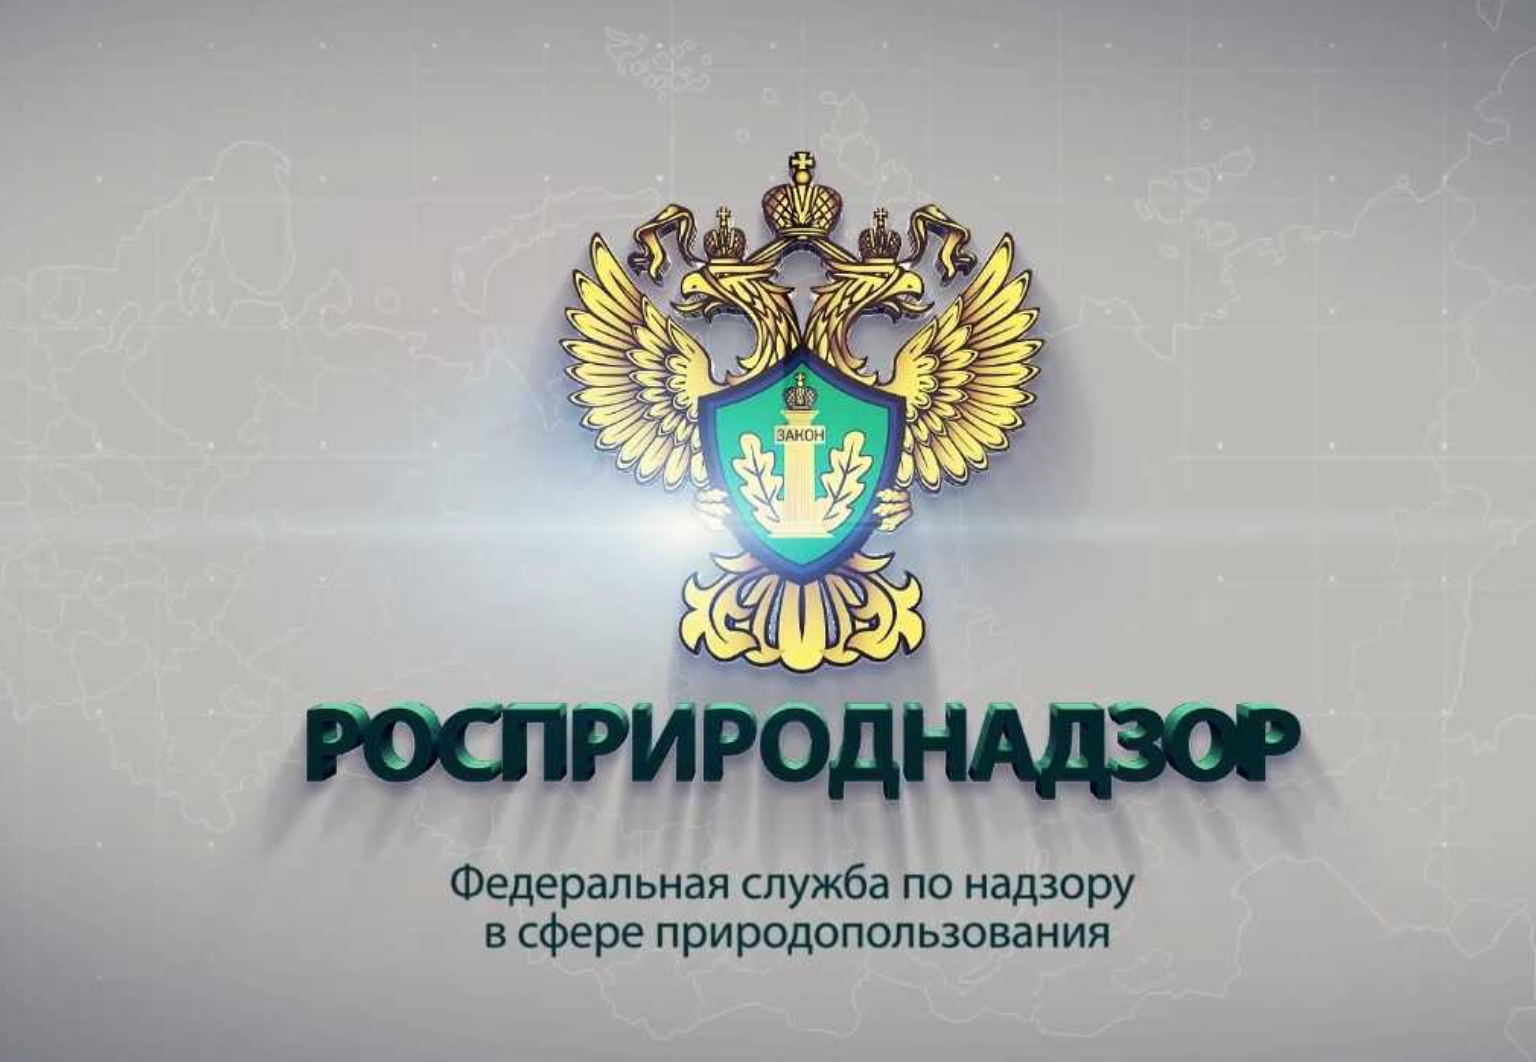 ЗАКОН
РОСПРИРОДНАДЗОР
Федеральная служба по надзору
в сфере природопользования